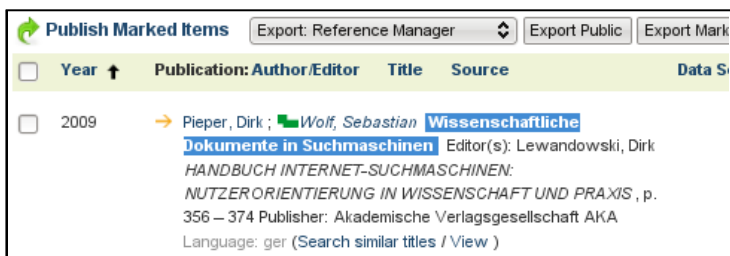 Publish Marked Items Export: Reference Manager Export Public Export Mark
Year Publication: Author/Editor Title Source Data S
2009 Pieper, Dirk ; Wolf, Sebastian Wissenschaftliche
Dokumente in Suchmaschinen Editor(s): Lewandowski, Dirk
HANDBUCH INTERNET-SUCHMASCHINEN:
NUTZERORIENTIERUNG IN WISSENSCHAFT UND PRAXIS , p.
356 – 374 Publisher: Akademische Verlagsgesellschaft AKA
Language: ger (Search similar titles / View )